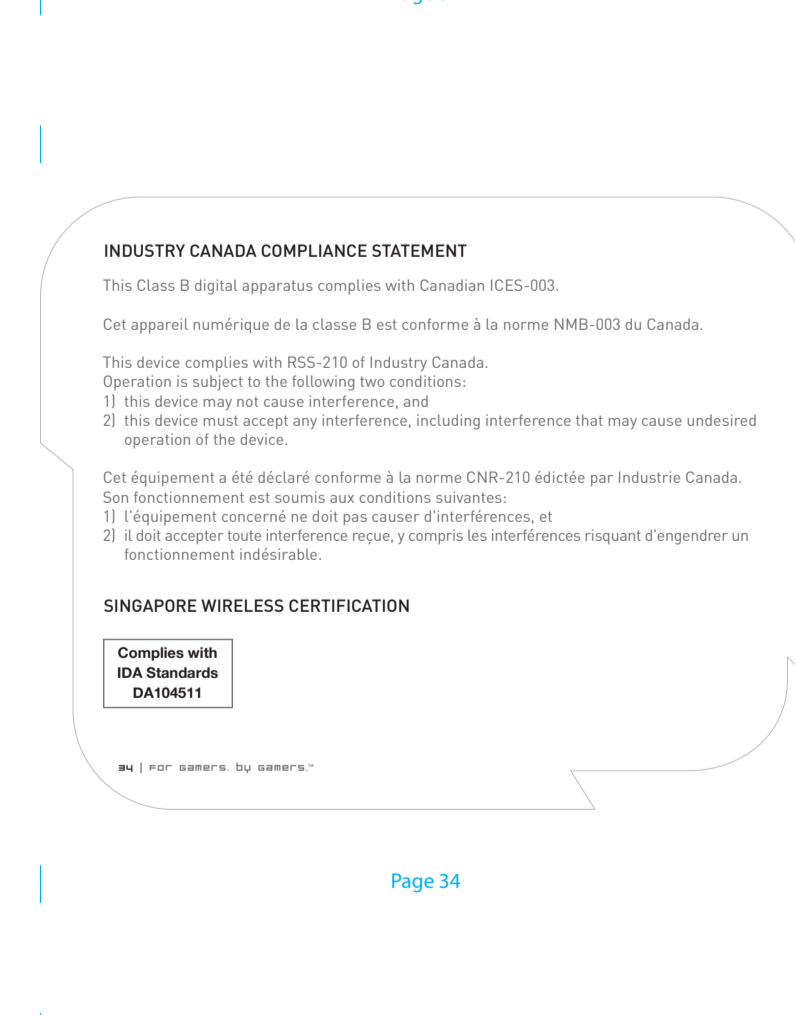 INDUSTRY CANADA COMPLIANCE STATEMENT
This Class B digital apparatus complies with Canadian ICES-003.
Cet appareil numérique de la classe B est conforme à la norme NMB-003 du Canada.
This device complies with RSS-210 of Industry Canada.
Operation is subject to the following two conditions:
1) this device may not cause interference, and
2) this device must accept any interference, including interference that may cause undesired
operation of the device.
Cet équipement a été déclaré conforme à la norme CNR-210 édictée par Industrie Canada.
Son fonctionnement est soumis aux conditions suivantes:
1) l'équipement concerné ne doit pas causer d'interférences, et
2) il doit accepter toute interference reçue, y compris les interférences risquant d'engendrer un
fonctionnement indésirable.
SINGAPORE WIRELESS CERTIFICATION
Complies with
IDA Standards
DA104511
34 | For gamers. by gamers.™
Page 34